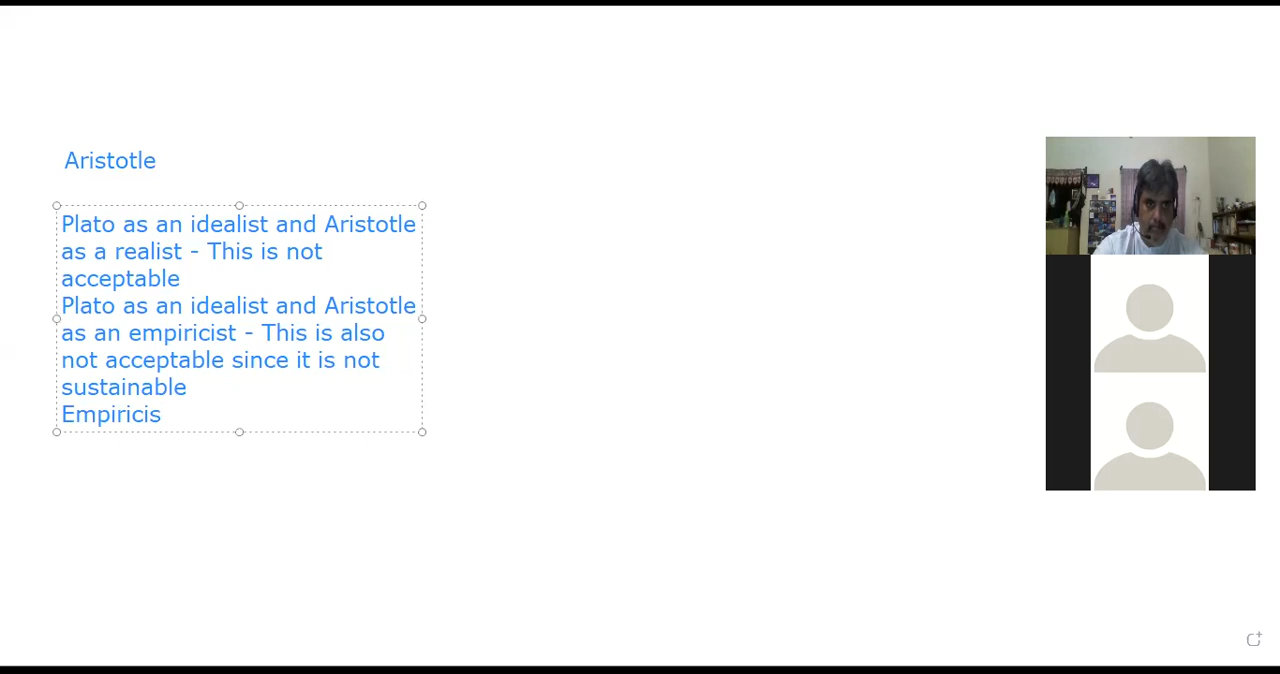 Aristotle
Plato as an idealist and Aristotle
as a realist - This is not
acceptable
Plato as an idealist and Aristotle
as an empiricist - This is also
not acceptable since it is not
sustainable
Empiricis